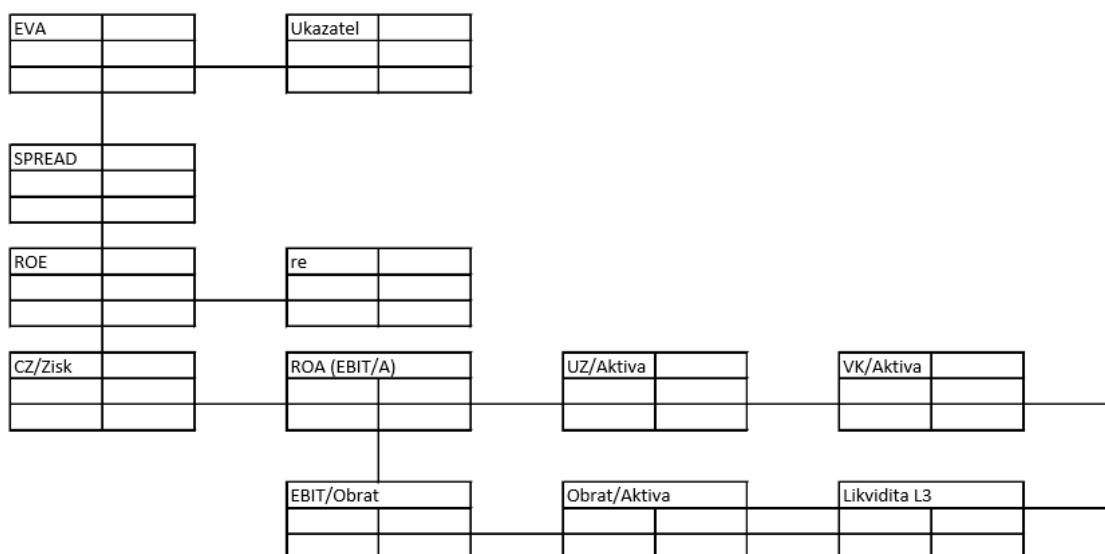 EVA
Ukazatel
SPREAD
ROE
re
CZ/Zisk
ROA (EBIT/A)
UZ/Aktiva
VK/Aktiva
EBIT/Obrat
Obrat/Aktiva
Likvidita L3